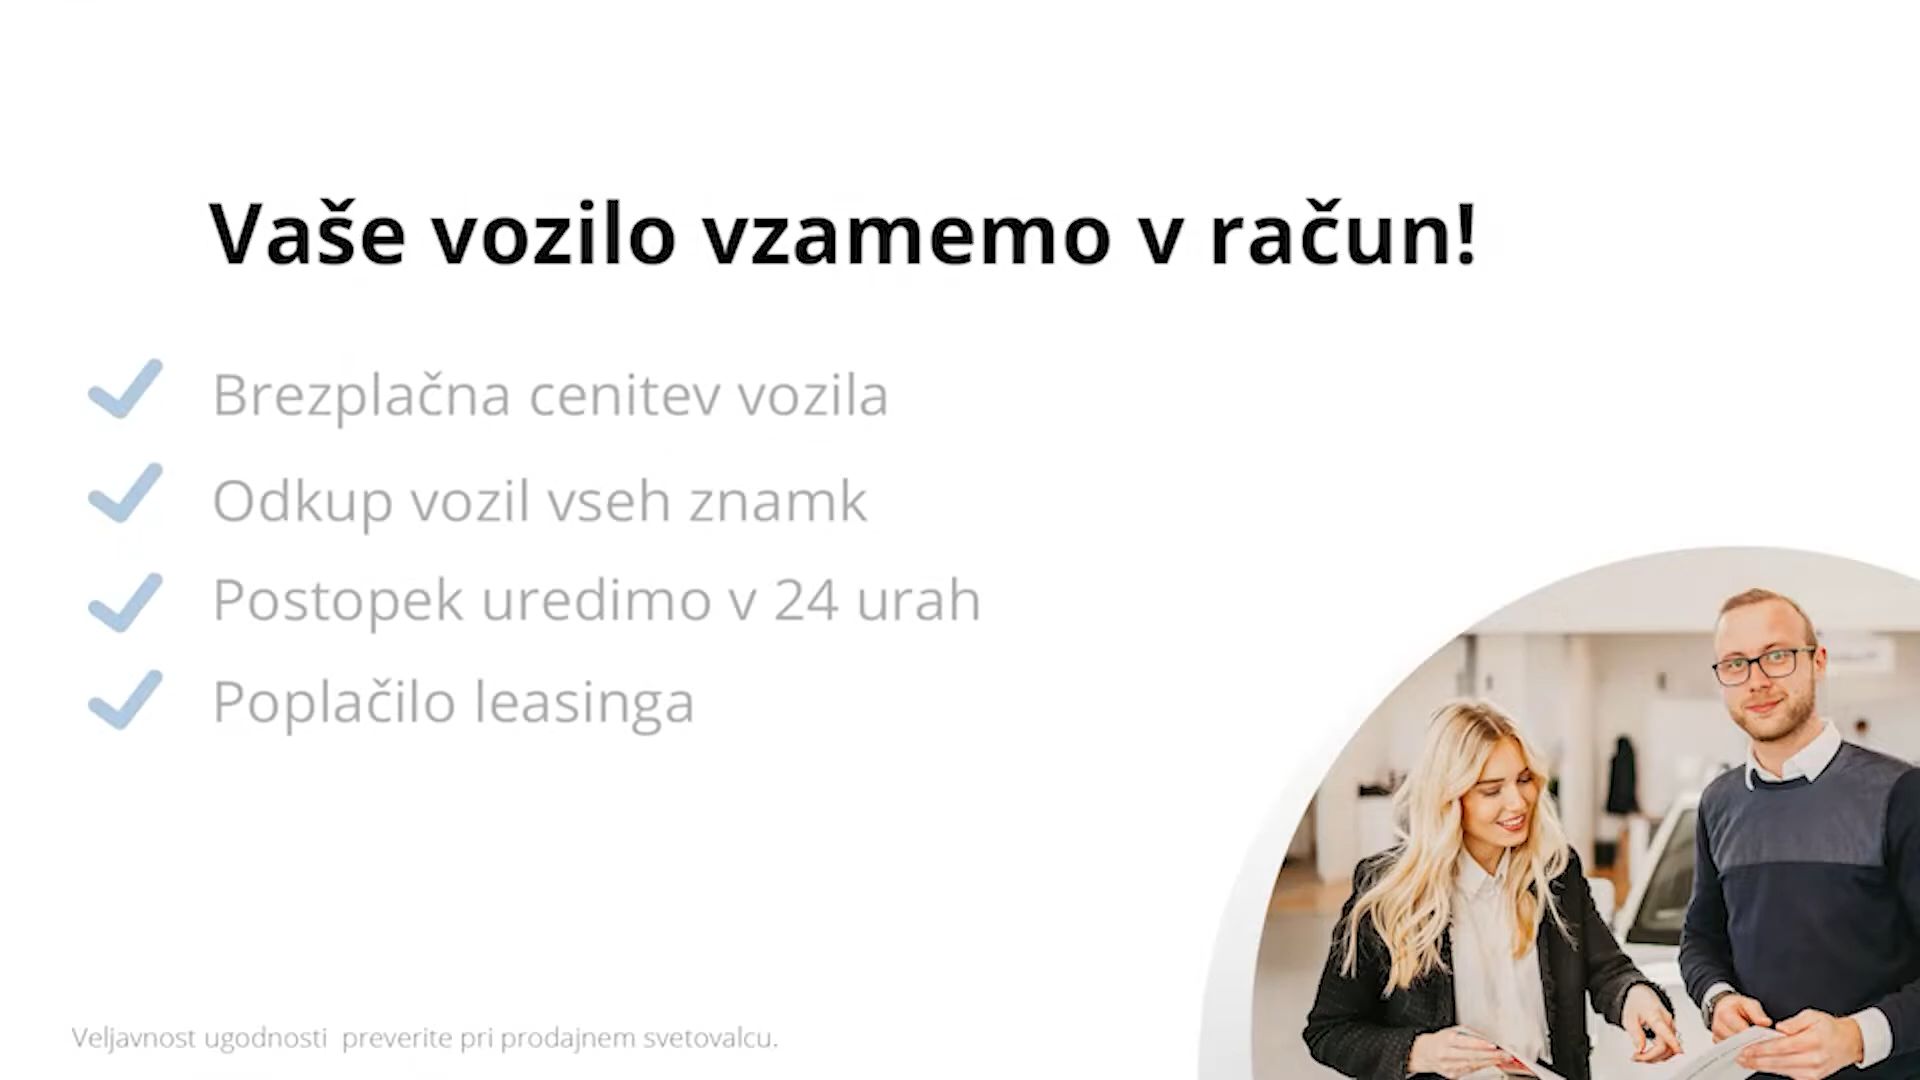 Vaše vozilo vzamemo v račun!
Brezplačna cenitev vozila
Odkup vozil vseh znamk
Postopek uredimo v 24 urah
Poplačilo leasinga
Veljavnost ugodnosti preverite pri prodajnem svetovalcu.